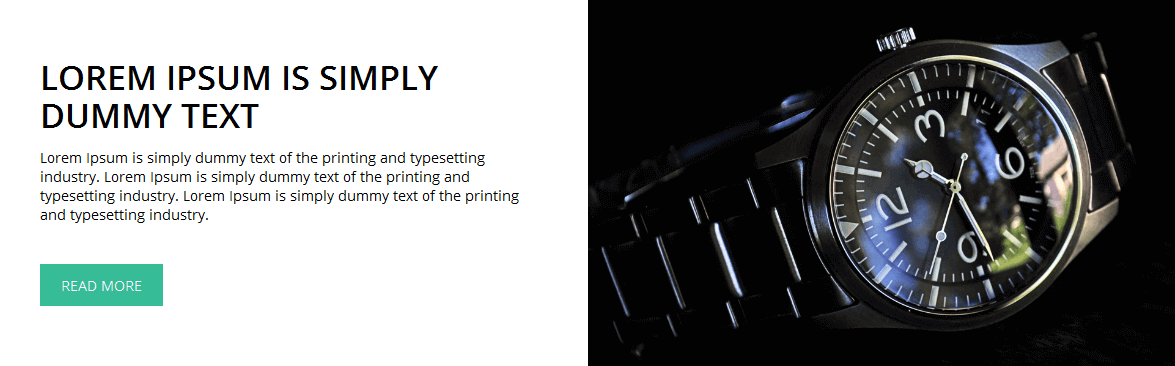 LOREM IPSUM IS SIMPLY
DUMMY TEXT
Lorem Ipsum is simply dummy text of the printing and typesetting
industry. Lorem Ipsum is simply dummy text of the printing and
typesetting industry. Lorem Ipsum is simply dummy text of the printing
and typesetting industry.
READ MORE
3
6
9
12